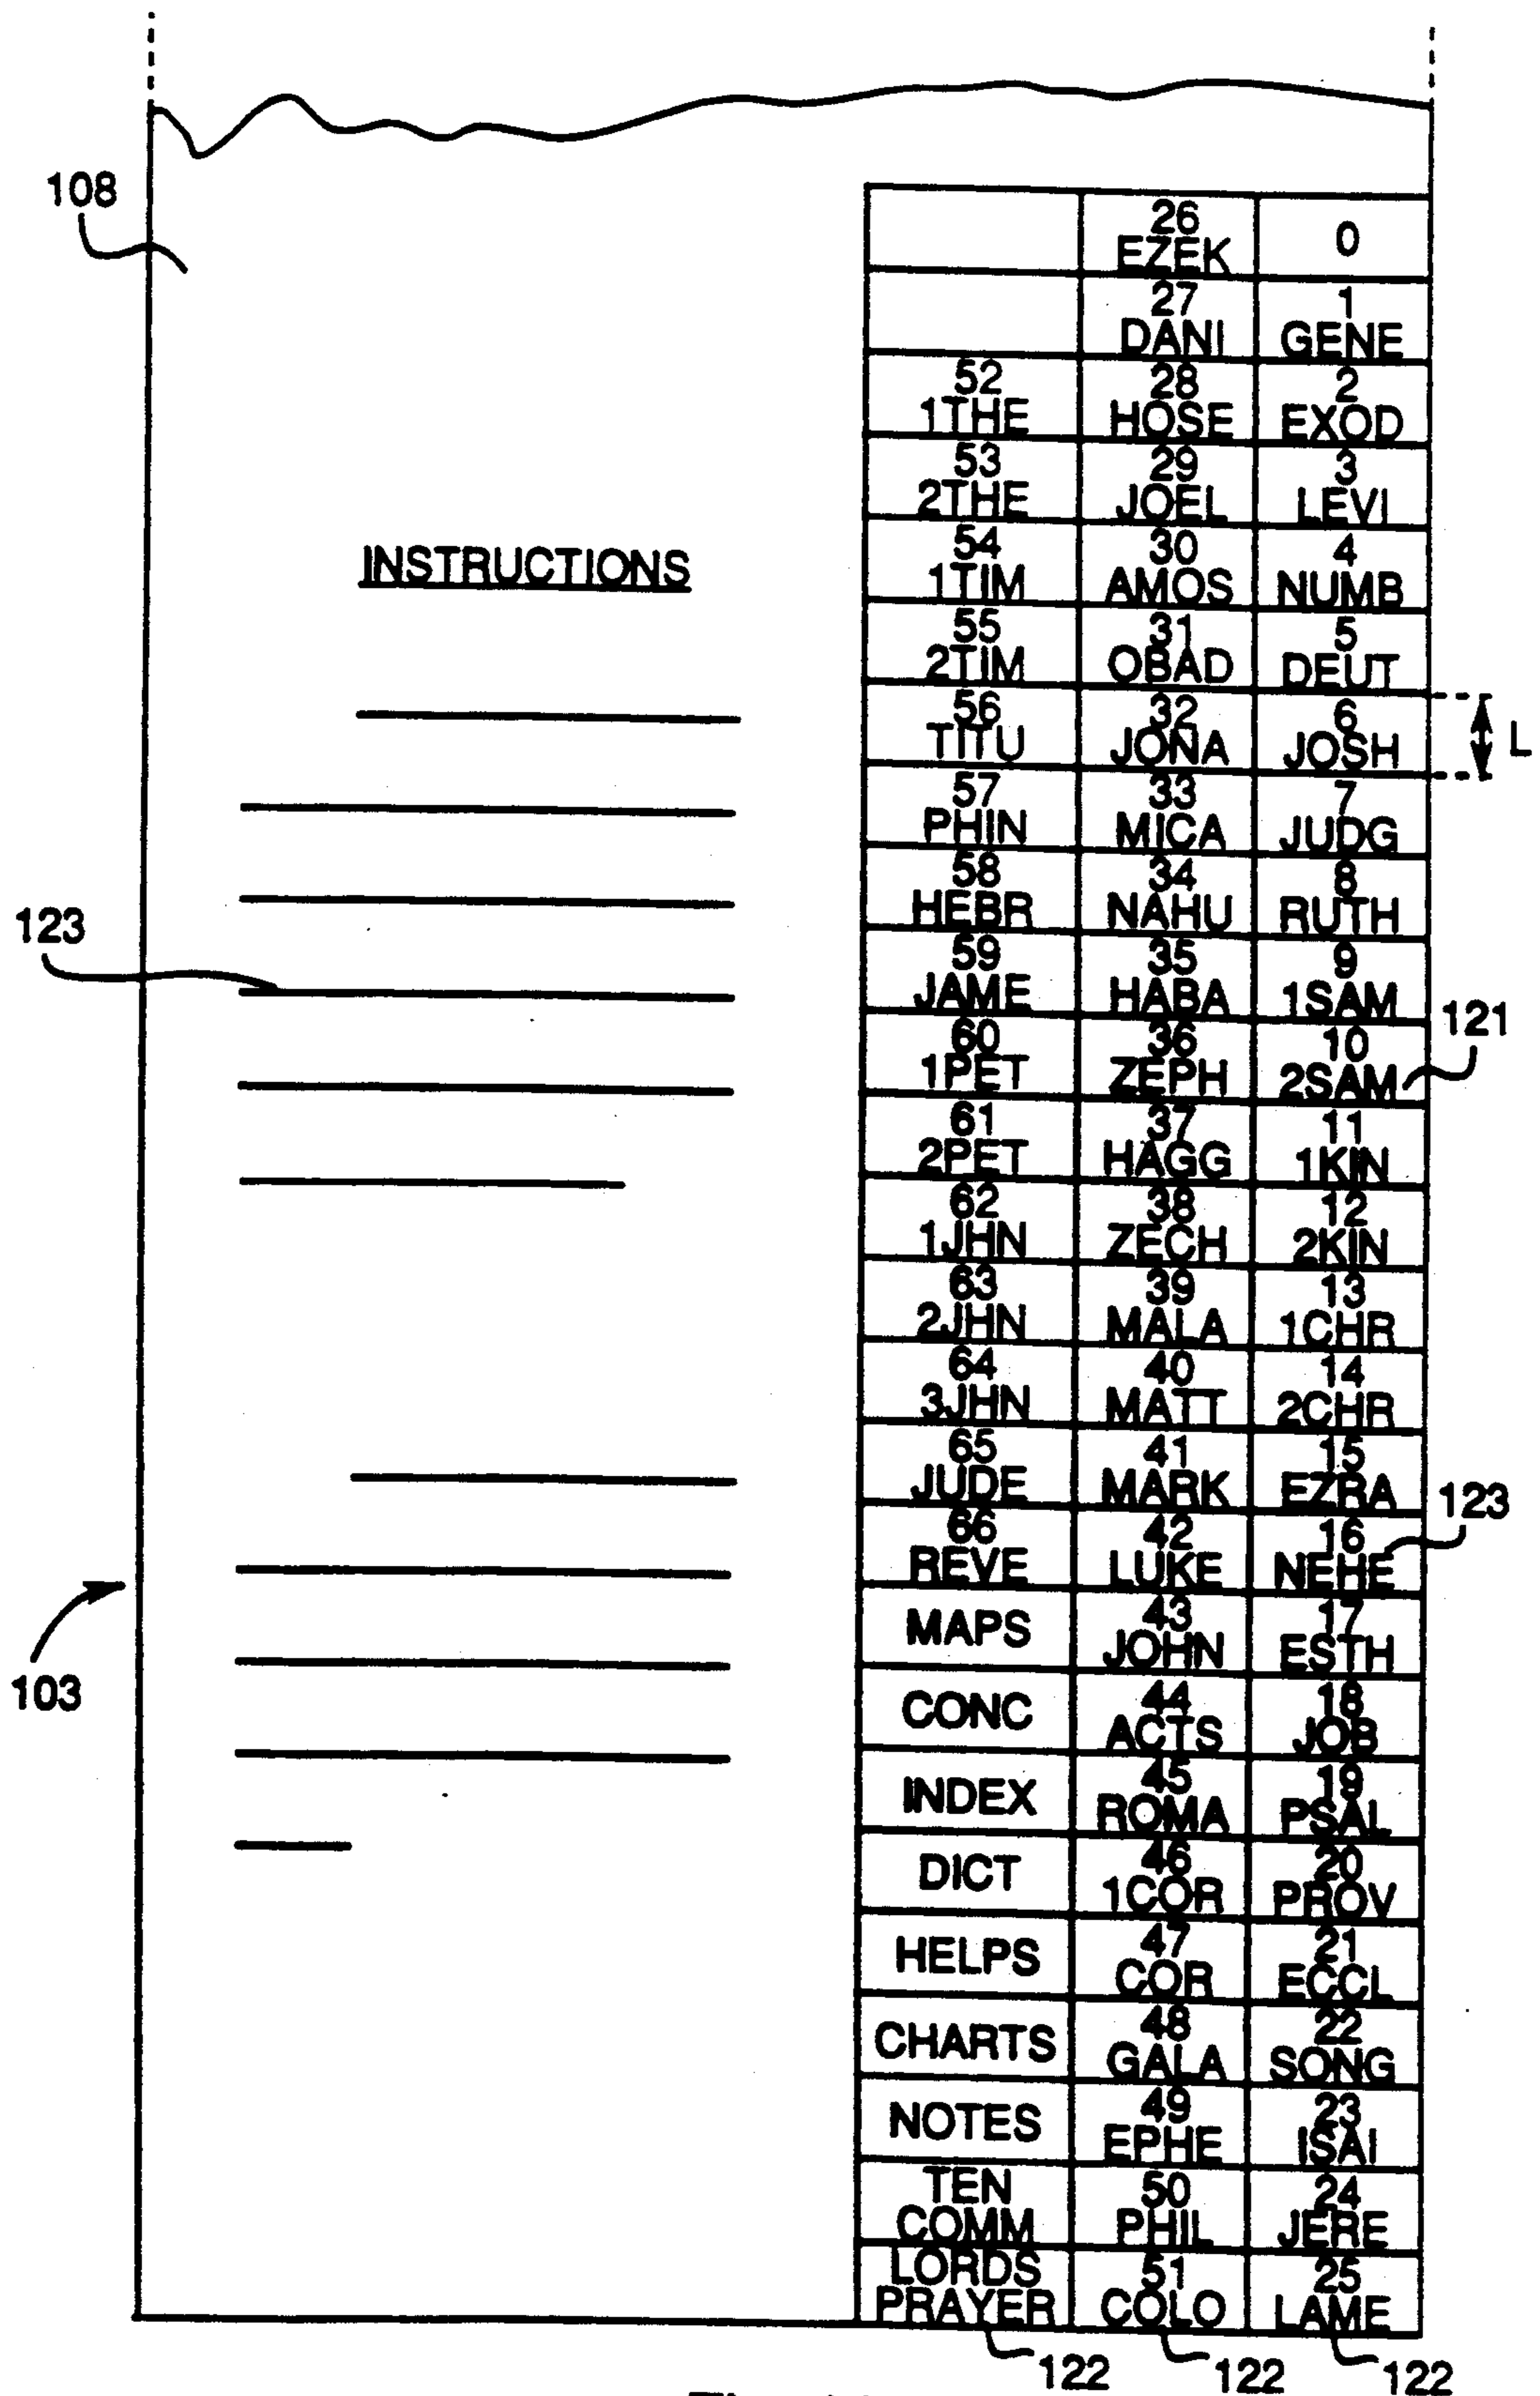 108
26 0
EZEK
27 1
DANI GENE
52 28 2
1THE HOSE EXOD
53 29 3
2THE JOEL LEVI
INSTRUCTIONS
54 30 4
1TIM AMOS NUMB
55 31 5
2TIM OBAD DEUT
56 32 6
TITU JONA JOSH
L
57 33 7
PHIN MICA JUDG
58 34 8
HEBR NAHU RUTH
123
59 35 9
JAME HABA 1SAM
121
60 36 10
1PET ZEPH 2SAM
61 37 11
2PET HAGG 1KIN
62 38 12
1JHN ZECH 2KIN
63 39 13
2JHN MALA 1CHR
64 40 14
3JHN MATT 2CHR
65 41 15
JUDE MARK EZRA
123
66 42 16
REVE LUKE NEHE
103
MAPS 43 17
JOHN ESTH
CONC 44 18
ACTS JOB
INDEX 45 19
ROMA PSAL
DICT 46 20
1COR PROV
HELPS 47 21
COR ECCL
CHARTS 48 22
GALA SONG
NOTES 49 23
EPHE ISAI
TEN 50 24
COMM PHIL JERE
LORDS 51 25
PRAYER COLO LAME
122 122 122